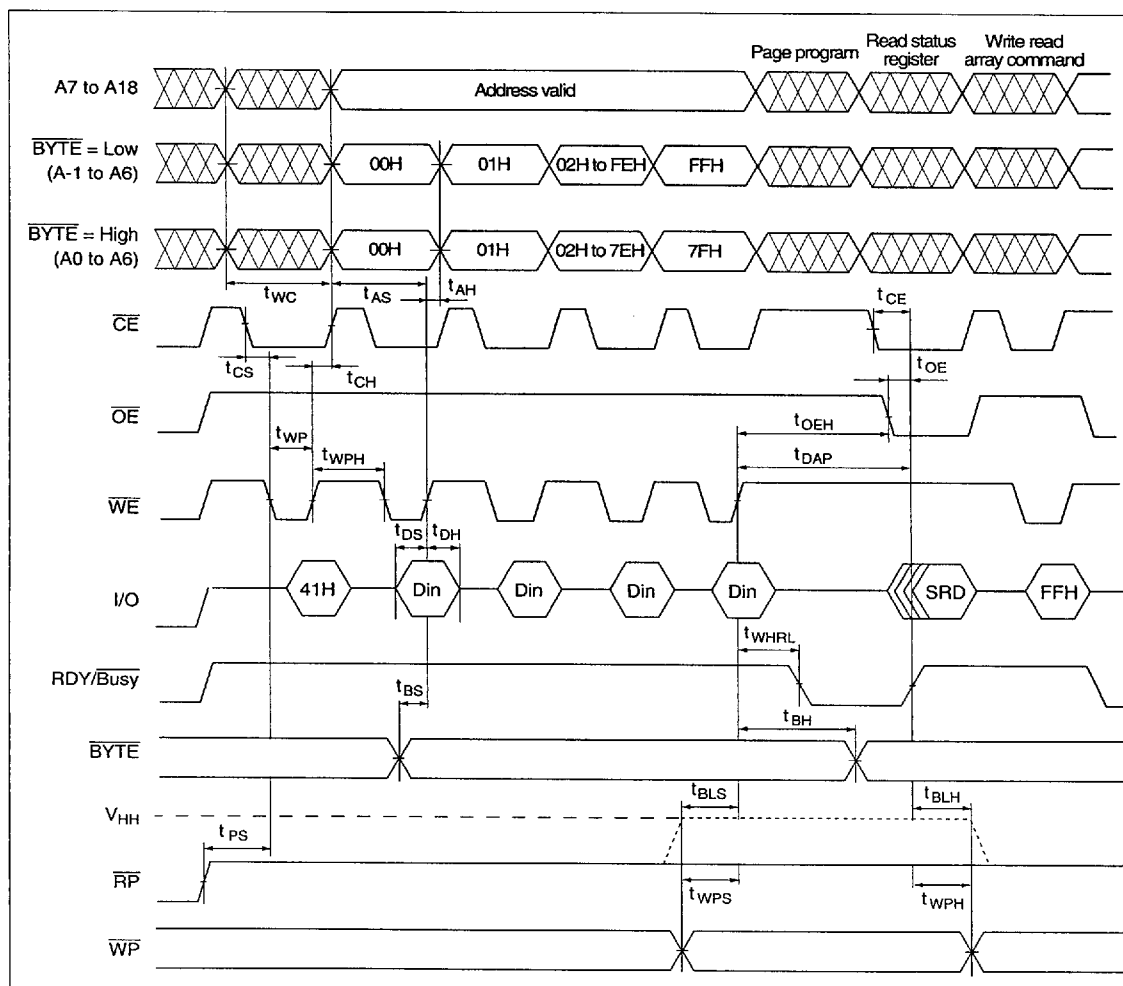 Page program
Read status
register
Write read
array command
A7 to A18
Address valid
BYTE = Low
(A-1 to A6)
00H 01H 02H to FEH FFH
BYTE = High
(A0 to A6)
00H 01H 02H to 7EH 7FH
tWC tAS tAH tCE
CE
tCS tCH tOE
OE
tWP tOEH
tWPH tDAP
WE
tDS tDH
I/O
41H Din Din Din Din SRD FFH
tWHRL
RDY/Busy
tBS tBH
BYTE
tBLS tBLH
VHH
tPS
RP
tWPS tWPH
WP